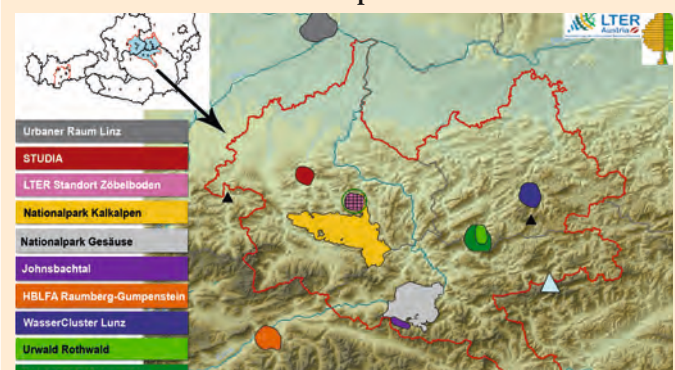 LTER
Austria
Urbaner Raum Linz
STUDIA
LTER Standort Zöbelboden
Nationalpark Kalkalpen
Nationalpark Gesäuse
Johnsbachtal
HBLFA Raumberg-Gumpenstein
WasserCluster Lunz
Urwald Rothwald